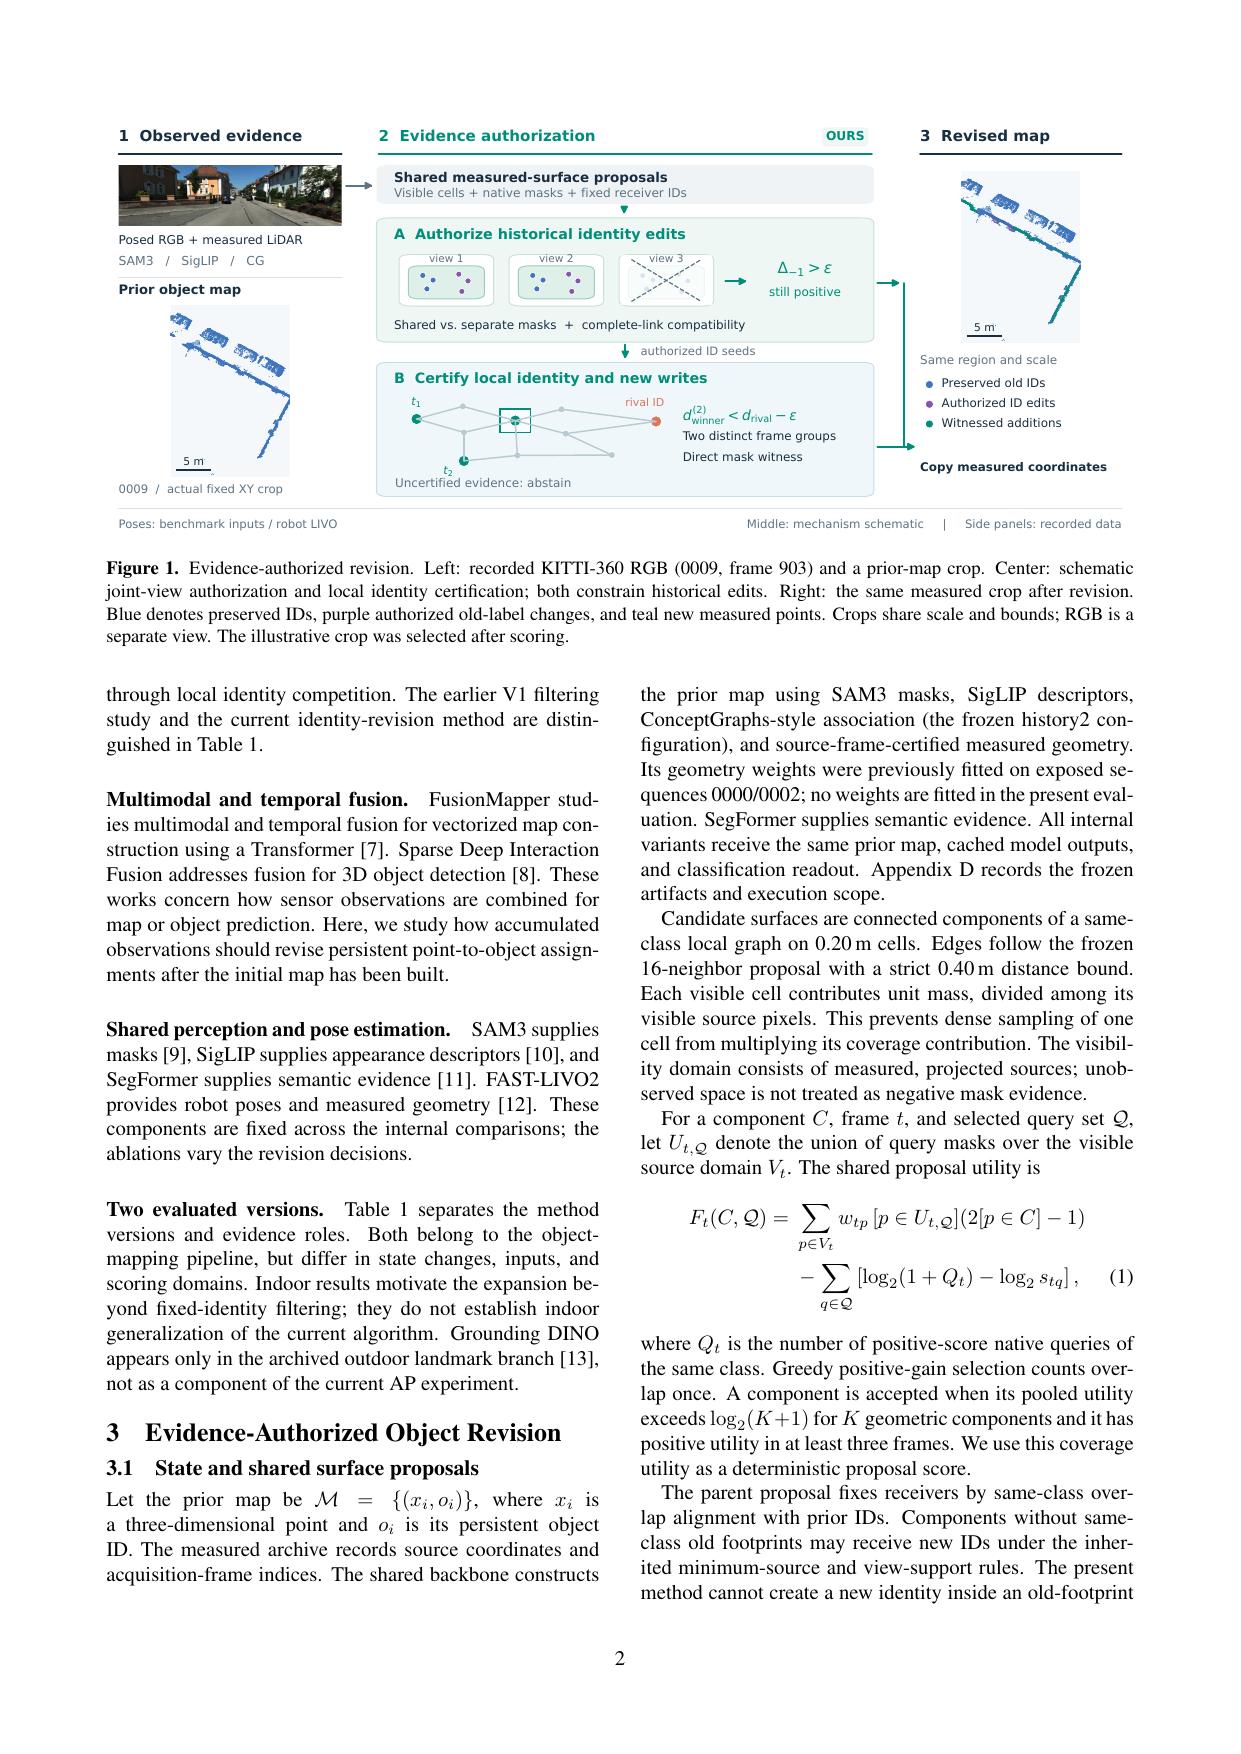 1 Observed evidence
Posed RGB + measured LiDAR
SAM3 / SigLIP / CG
Prior object map
5 m
0009 / actual fixed XY crop
2 Evidence authorization
OURS
Shared measured-surface proposals
Visible cells + native masks + fixed receiver IDs
A Authorize historical identity edits
view 1 view 2 view 3
Δ₋₁ > ε
still positive
Shared vs. separate masks + complete-link compatibility
authorized ID seeds
B Certify local identity and new writes
t₁
rival ID
t₂
d^{(2)}_{winner} < d_{rival} − ε
Two distinct frame groups
Direct mask witness
Uncertified evidence: abstain
3 Revised map
5 m
Same region and scale
Preserved old IDs
Authorized ID edits
Witnessed additions
Copy measured coordinates
Poses: benchmark inputs / robot LIVO
Middle: mechanism schematic | Side panels: recorded data
Figure 1. Evidence-authorized revision. Left: recorded KITTI-360 RGB (0009, frame 903) and a prior-map crop. Center: schematic
joint-view authorization and local identity certification; both constrain historical edits. Right: the same measured crop after revision.
Blue denotes preserved IDs, purple authorized old-label changes, and teal new measured points. Crops share scale and bounds; RGB is a
separate view. The illustrative crop was selected after scoring.
through local identity competition. The earlier V1 filtering
study and the current identity-revision method are distin-
guished in Table 1.
Multimodal and temporal fusion. FusionMapper stud-
ies multimodal and temporal fusion for vectorized map con-
struction using a Transformer [7]. Sparse Deep Interaction
Fusion addresses fusion for 3D object detection [8]. These
works concern how sensor observations are combined for
map or object prediction. Here, we study how accumulated
observations should revise persistent point-to-object assign-
ments after the initial map has been built.
Shared perception and pose estimation. SAM3 supplies
masks [9], SigLIP supplies appearance descriptors [10], and
SegFormer supplies semantic evidence [11]. FAST-LIVO2
provides robot poses and measured geometry [12]. These
components are fixed across the internal comparisons; the
ablations vary the revision decisions.
Two evaluated versions. Table 1 separates the method
versions and evidence roles. Both belong to the object-
mapping pipeline, but differ in state changes, inputs, and
scoring domains. Indoor results motivate the expansion be-
yond fixed-identity filtering; they do not establish indoor
generalization of the current algorithm. Grounding DINO
appears only in the archived outdoor landmark branch [13],
not as a component of the current AP experiment.
3 Evidence-Authorized Object Revision
3.1 State and shared surface proposals
Let the prior map be ℳ = {(x_i, o_i)}, where x_i is
a three-dimensional point and o_i is its persistent object
ID. The measured archive records source coordinates and
acquisition-frame indices. The shared backbone constructs
the prior map using SAM3 masks, SigLIP descriptors,
ConceptGraphs-style association (the frozen history2 con-
figuration), and source-frame-certified measured geometry.
Its geometry weights were previously fitted on exposed se-
quences 0000/0002; no weights are fitted in the present eval-
uation. SegFormer supplies semantic evidence. All internal
variants receive the same prior map, cached model outputs,
and classification readout. Appendix D records the frozen
artifacts and execution scope.
Candidate surfaces are connected components of a same-
class local graph on 0.20 m cells. Edges follow the frozen
16-neighbor proposal with a strict 0.40 m distance bound.
Each visible cell contributes unit mass, divided among its
visible source pixels. This prevents dense sampling of one
cell from multiplying its coverage contribution. The visibil-
ity domain consists of measured, projected sources; unob-
served space is not treated as negative mask evidence.
For a component C, frame t, and selected query set 𝒬,
let U_{t,𝒬} denote the union of query masks over the visible
source domain V_t. The shared proposal utility is
F_t(C, 𝒬) = ∑_{p∈V_t} w_{tp} [p ∈ U_{t,𝒬}](2[p ∈ C] − 1)
− ∑_{q∈𝒬} [log₂(1 + Q_t) − log₂ s_{tq}] , (1)
where Q_t is the number of positive-score native queries of
the same class. Greedy positive-gain selection counts over-
lap once. A component is accepted when its pooled utility
exceeds log₂(K+1) for K geometric components and it has
positive utility in at least three frames. We use this coverage
utility as a deterministic proposal score.
The parent proposal fixes receivers by same-class over-
lap alignment with prior IDs. Components without same-
class old footprints may receive new IDs under the inher-
ited minimum-source and view-support rules. The present
method cannot create a new identity inside an old-footprint
2